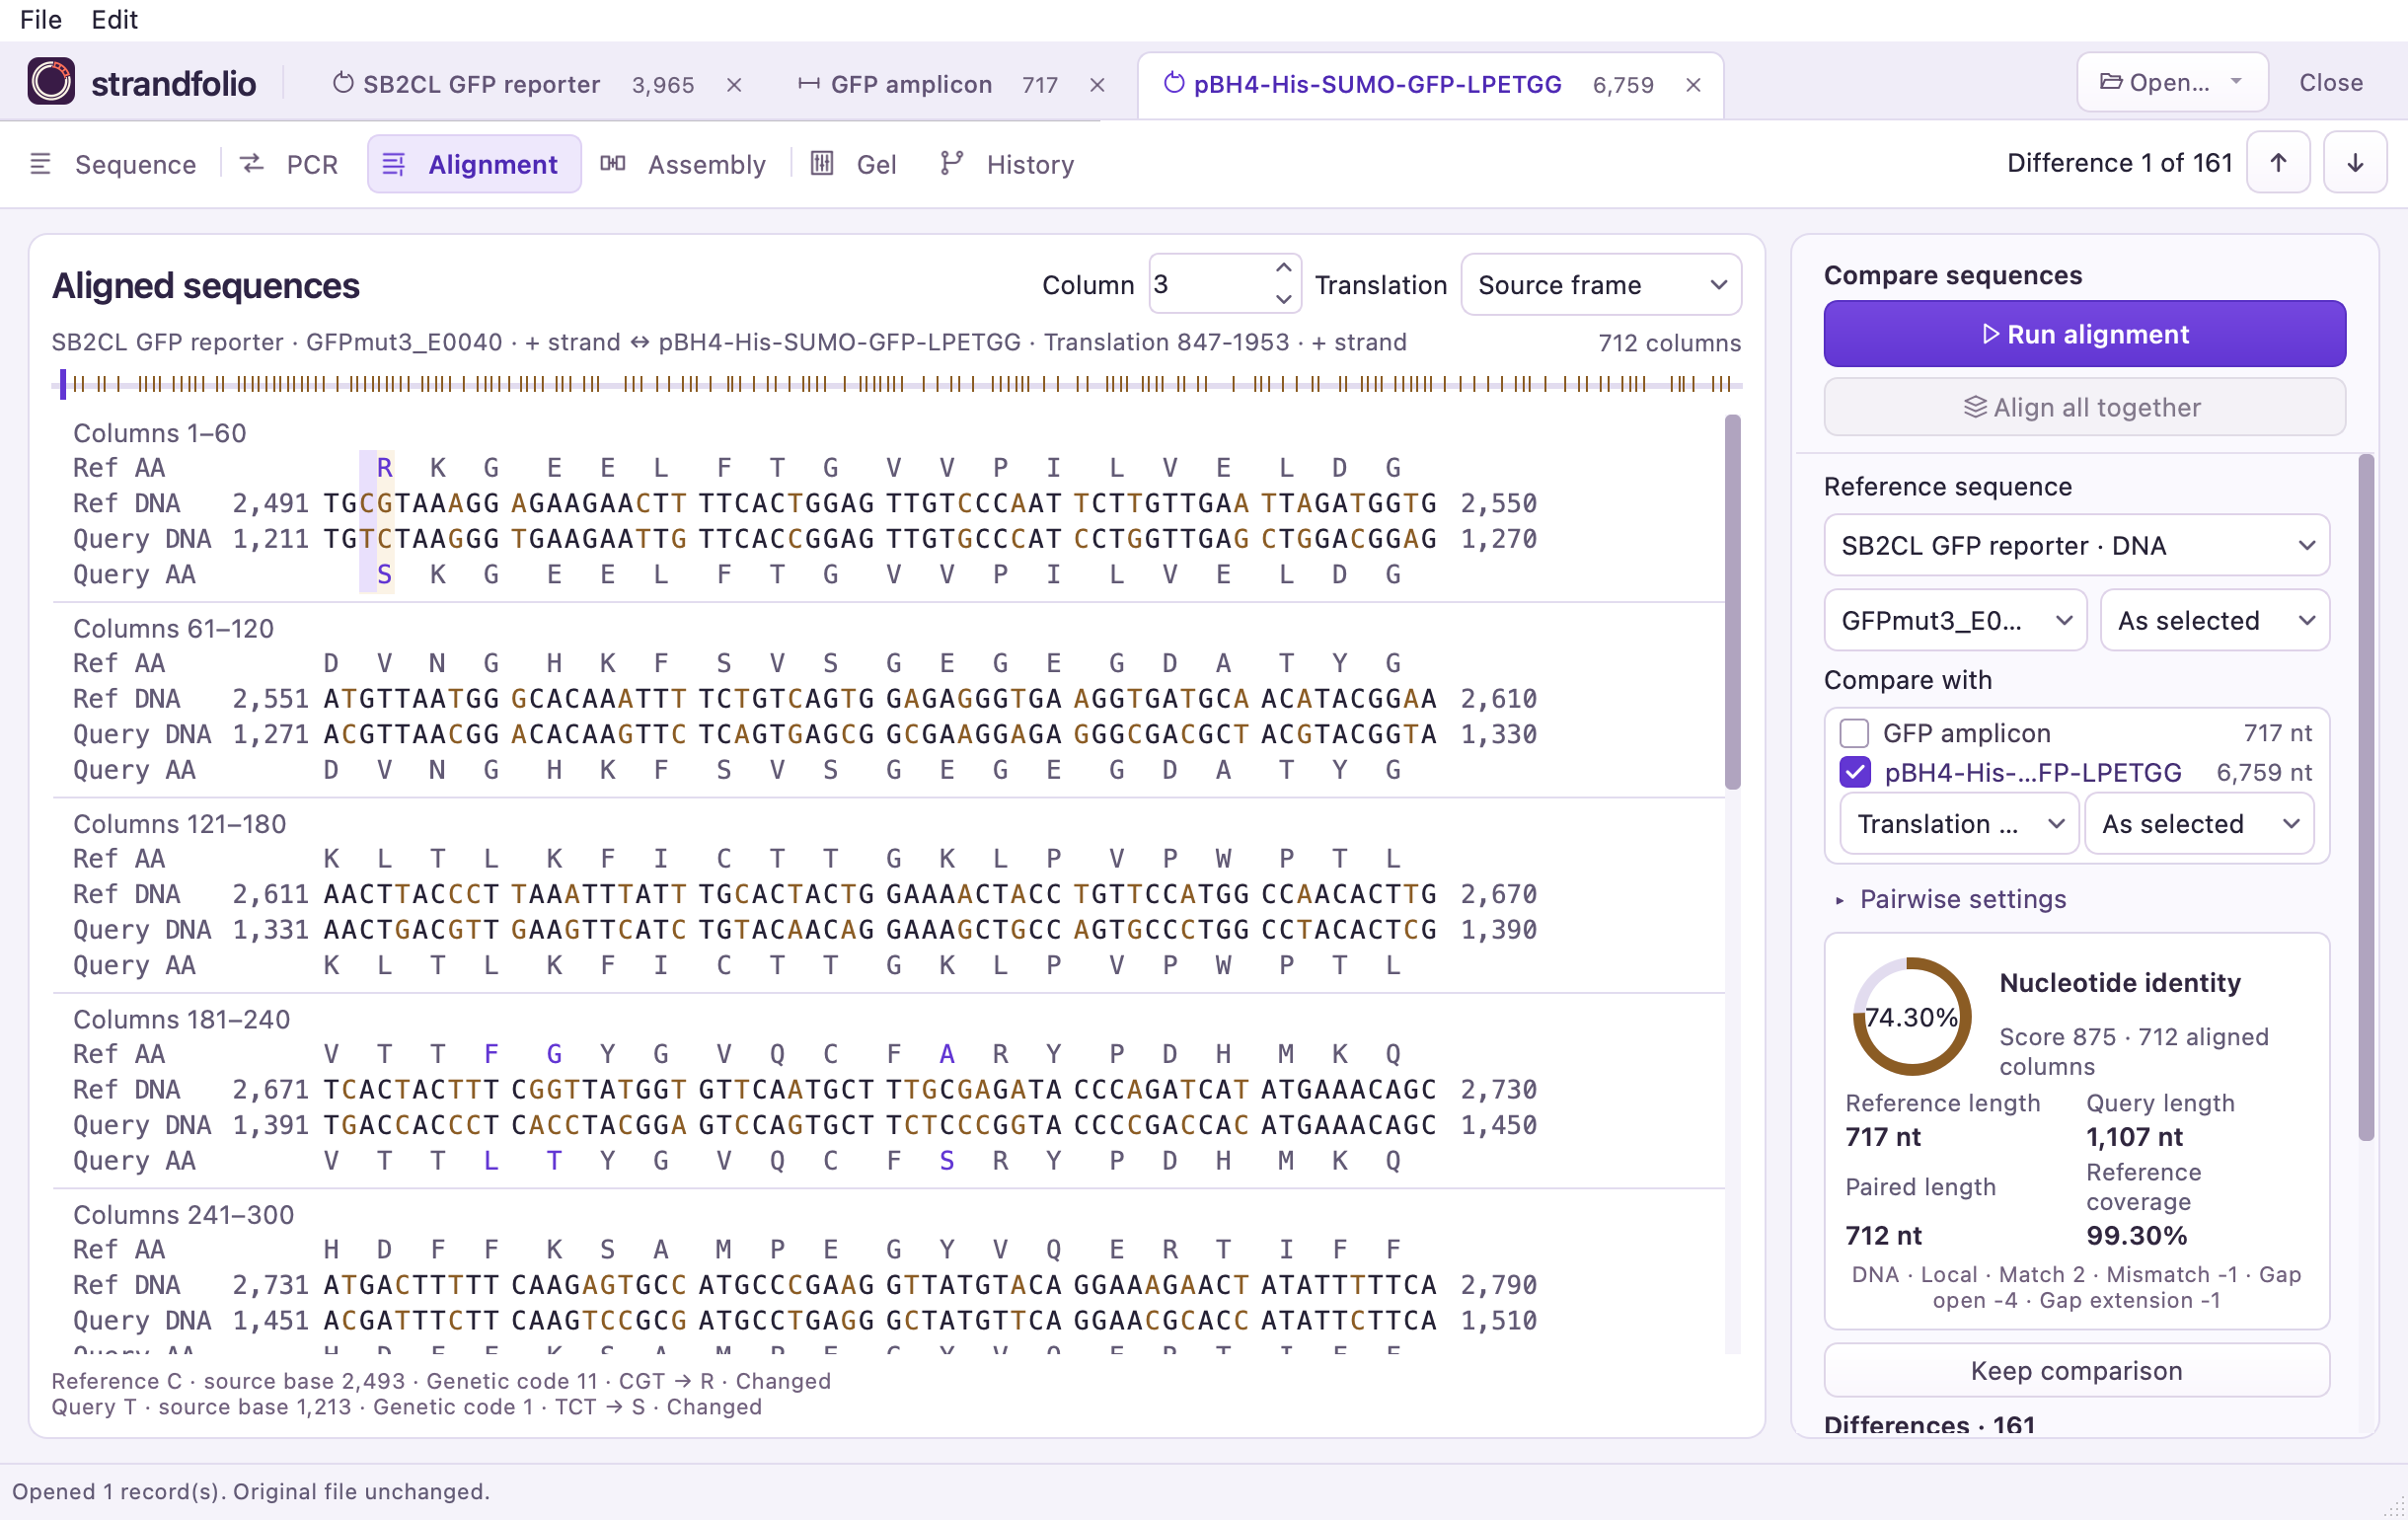 File Edit
strandfolio SB2CL GFP reporter 3,965 GFP amplicon 717 pBH4-His-SUMO-GFP-LPETGG 6,759 Open... Close
Sequence PCR Alignment Assembly Gel History Difference 1 of 161
Aligned sequences Column 3 Translation Source frame
SB2CL GFP reporter · GFPmut3_E0040 · + strand ↔ pBH4-His-SUMO-GFP-LPETGG · Translation 847-1953 · + strand 712 columns
Columns 1–60
Ref AA R K G E E L F T G V V P I L V E L D G
Ref DNA 2,491 TGCGTAAAGG AGAAGAACTT TTCACTGGAG TTGTCCCAAT TCTTGTTGAA TTAGATGGTG 2,550
Query DNA 1,211 TGTCTAAGGG TGAAGAATTG TTCACCGGAG TTGTGCCCAT CCTGGTTGAG CTGGACGGAG 1,270
Query AA S K G E E L F T G V V P I L V E L D G
Columns 61–120
Ref AA D V N G H K F S V S G E G E G D A T Y G
Ref DNA 2,551 ATGTTAATGG GCACAAATTT TCTGTCAGTG GAGAGGGTGA AGGTGATGCA ACATACGGAA 2,610
Query DNA 1,271 ACGTTAACGG ACACAAGTTC TCAGTGAGCG GCGAAGGAGA GGGCGACGCT ACGTACGGTA 1,330
Query AA D V N G H K F S V S G E G E G D A T Y G
Columns 121–180
Ref AA K L T L K F I C T T G K L P V P W P T L
Ref DNA 2,611 AACTTACCCT TAAATTTATT TGCACTACTG GAAAACTACC TGTTCCATGG CCAACACTTG 2,670
Query DNA 1,331 AACTGACGTT GAAGTTCATC TGTACAACAG GAAAGCTGCC AGTGCCCTGG CCTACACTCG 1,390
Query AA K L T L K F I C T T G K L P V P W P T L
Columns 181–240
Ref AA V T T F G Y G V Q C F A R Y P D H M K Q
Ref DNA 2,671 TCACTACTTT CGGTTATGGT GTTCAATGCT TTGCGAGATA CCCAGATCAT ATGAAACAGC 2,730
Query DNA 1,391 TGACCACCCT CACCTACGGA GTCCAGTGCT TCTCCCGGTA CCCCGACCAC ATGAAACAGC 1,450
Query AA V T T L T Y G V Q C F S R Y P D H M K Q
Columns 241–300
Ref AA H D F F K S A M P E G Y V Q E R T I F F
Ref DNA 2,731 ATGACTTTTT CAAGAGTGCC ATGCCCGAAG GTTATGTACA GGAAAGAACT ATATTTTTCA 2,790
Query DNA 1,451 ACGATTTCTT CAAGTCCGCG ATGCCTGAGG GCTATGTTCA GGAACGCACC ATATTCTTCA 1,510
Query AA H D F F K S A M P E G Y V Q E R T I F F
Reference C · source base 2,493 · Genetic code 11 · CGT → R · Changed
Query T · source base 1,213 · Genetic code 1 · TCT → S · Changed
Compare sequences
Run alignment
Align all together
Reference sequence
SB2CL GFP reporter · DNA
GFPmut3_E0... As selected
Compare with
GFP amplicon 717 nt
pBH4-His-...FP-LPETGG 6,759 nt
Translation ... As selected
Pairwise settings
74.30%
Nucleotide identity
Score 875 · 712 aligned
columns
Reference length Query length
717 nt 1,107 nt
Paired length Reference
coverage
712 nt 99.30%
DNA · Local · Match 2 · Mismatch -1 · Gap
open -4 · Gap extension -1
Keep comparison
Differences · 161
Opened 1 record(s). Original file unchanged.